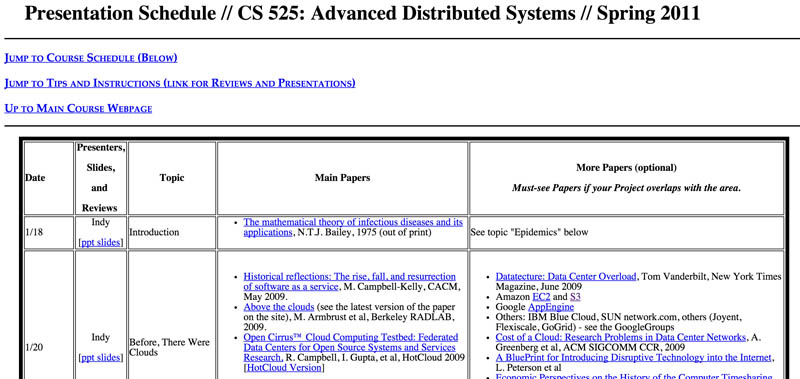 Presentation Schedule // CS 525: Advanced Distributed Systems // Spring 2011
JUMP TO COURSE SCHEDULE (BELOW)
JUMP TO TIPS AND INSTRUCTIONS (LINK FOR REVIEWS AND PRESENTATIONS)
UP TO MAIN COURSE WEBPAGE
Date
Presenters,
Slides,
and
Reviews
Topic
Main Papers
More Papers (optional)
Must-see Papers if your Project overlaps with the area.
1/18
Indy
[ppt slides]
Introduction
• The mathematical theory of infectious diseases and its
applications, N.T.J. Bailey, 1975 (out of print)
See topic "Epidemics" below
1/20
Indy
[ppt slides]
Before, There Were
Clouds
• Historical reflections: The rise, fall, and resurrection
of software as a service, M. Campbell-Kelly, CACM,
May 2009.
• Above the clouds (see the latest version of the paper
on the site), M. Armbrust et al, Berkeley RADLAB,
2009.
• Open Cirrus™ Cloud Computing Testbed: Federated
Data Centers for Open Source Systems and Services
Research, R. Campbell, I. Gupta, et al, HotCloud 2009
[HotCloud Version]
• Datatecture: Data Center Overload, Tom Vanderbilt, New York Times
Magazine, June 2009
• Amazon EC2 and S3
• Google AppEngine
• Others: IBM Blue Cloud, SUN network.com, others (Joyent,
Flexiscale, GoGrid) - see the GoogleGroups
• Cost of a Cloud: Research Problems in Data Center Networks, A.
Greenberg et al, ACM SIGCOMM CCR, 2009
• A BluePrint for Introducing Disruptive Technology into the Internet,
L. Peterson et al
• Economic Perspectives on the History of the Computer Timesharing